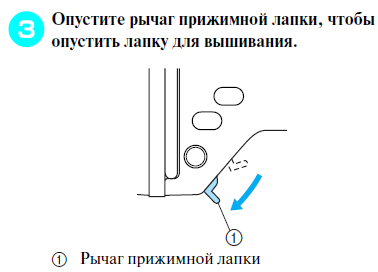 3 Опустите рычаг прижимной лапки, чтобы
опустить лапку для вышивания.
①
① Рычаг прижимной лапки